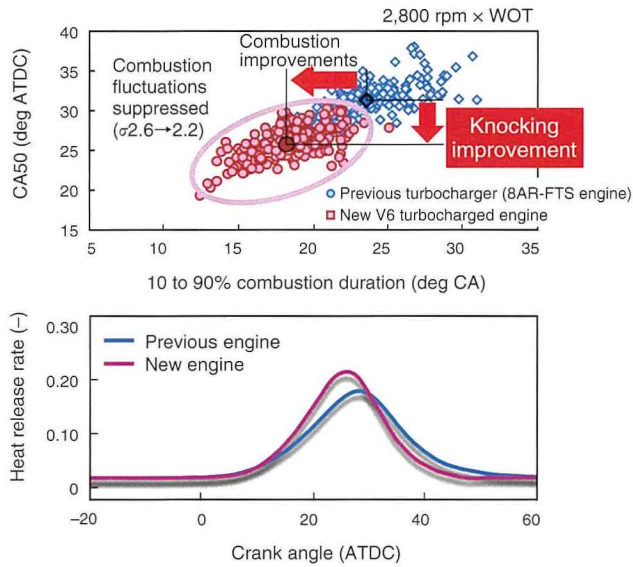 2,800 rpm × WOT
CA50 (deg ATDC)
40
35
30
25
20
15
Combustion
fluctuations
suppressed
(σ2.6→2.2)
Combustion
improvements
Knocking
improvement
Previous turbocharger (8AR-FTS engine)
New V6 turbocharged engine
5
10
15
20
25
30
35
10 to 90% combustion duration (deg CA)
Heat release rate (–)
0.30
0.20
0.10
0
Previous engine
New engine
–20
0
20
40
60
Crank angle (ATDC)